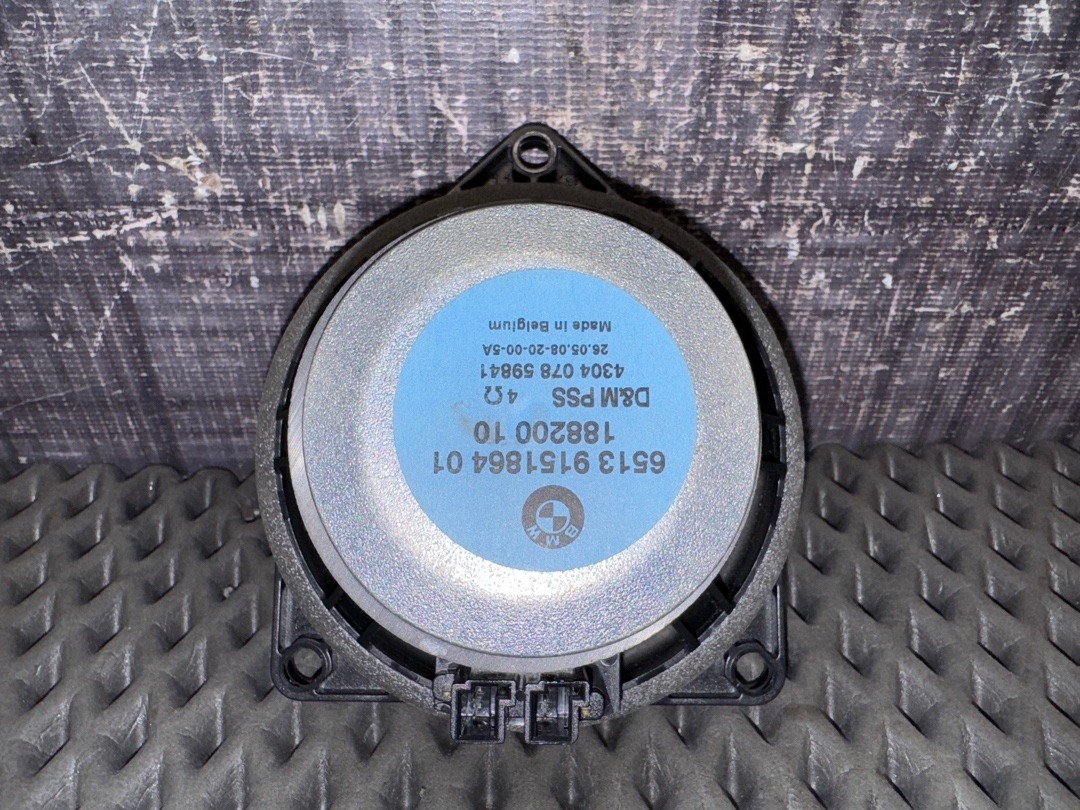 BMW
6513 9151864 01
188200 10
D&M PSS 4Ω
4304 078 59841
26.05.08-20-00-5A
Made in Belgium